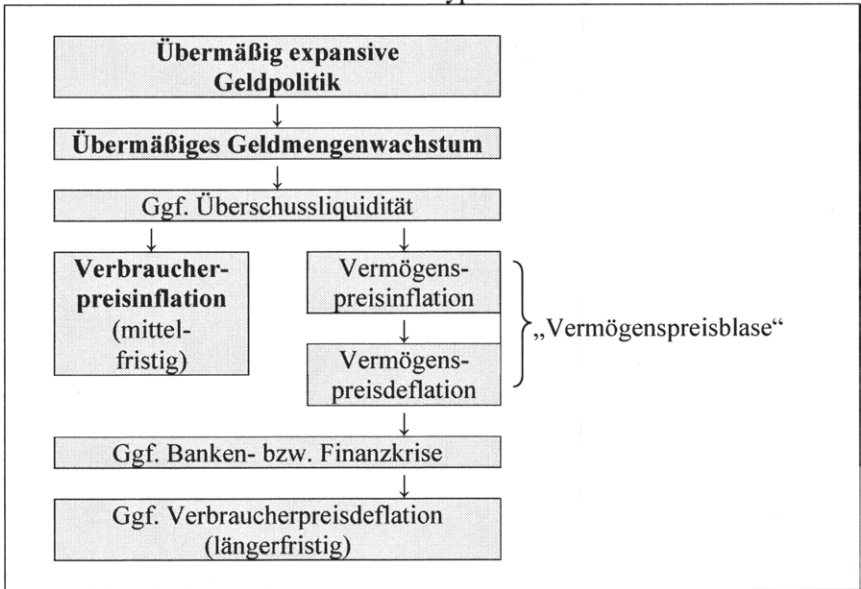 Übermäßig expansive
Geldpolitik
↓
Übermäßiges Geldmengenwachstum
↓
Ggf. Überschussliquidität
↓ ↓
Verbraucher-
preisinflation
(mittel-
fristig)
Vermögens-
preisinflation
↓
Vermögens-
preisdeflation
„Vermögenspreisblase“
↓
Ggf. Banken- bzw. Finanzkrise
↓
Ggf. Verbraucherpreisdeflation
(längerfristig)